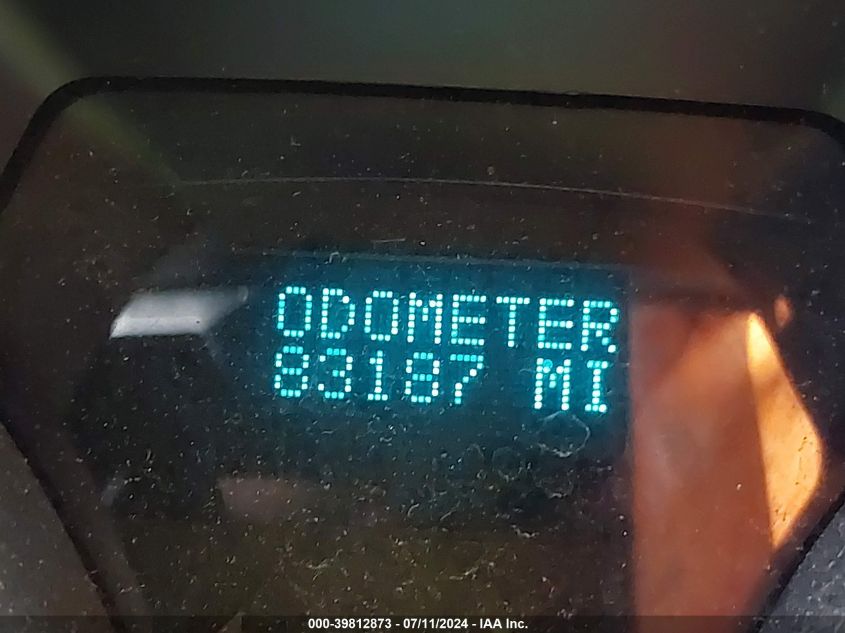 ODOMETER
83187 MI
000-39812873 - 07/11/2024 - IAA Inc.